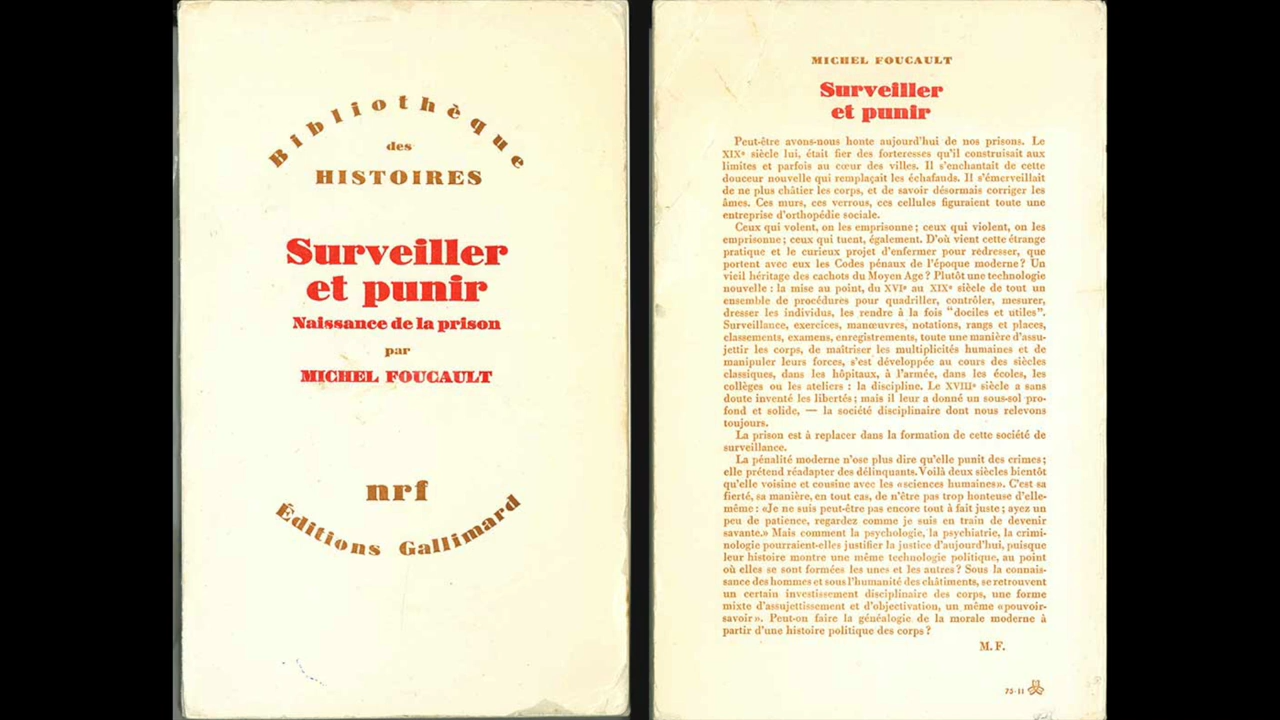 Bibliothèque
des
HISTOIRES
Surveiller
et punir
Naissance de la prison
par
MICHEL FOUCAULT
nrf
Éditions Gallimard
MICHEL FOUCAULT
Surveiller
et punir
Peut-être avons-nous honte aujourd'hui de nos prisons. Le
XIXe siècle lui, était fier des forteresses qu'il construisait aux
limites et parfois au cœur des villes. Il s'enchantait de cette
douceur nouvelle qui remplaçait les échafauds. Il s'émerveillait
de ne plus châtier les corps, et de savoir désormais corriger les
âmes. Ces murs, ces verrous, ces cellules figuraient toute une
entreprise d'orthopédie sociale.
Ceux qui volent, on les emprisonne ; ceux qui violent, on les
emprisonne ; ceux qui tuent, également. D'où vient cette étrange
pratique et le curieux projet d'enfermer pour redresser, que
portent avec eux les Codes pénaux de l'époque moderne ? Un
vieil héritage des cachots du Moyen Age ? Plutôt une technologie
nouvelle : la mise au point, du XVIe au XIXe siècle de tout un
ensemble de procédures pour quadriller, contrôler, mesurer,
dresser les individus, les rendre à la fois "dociles et utiles".
Surveillance, exercices, manœuvres, notations, rangs et places,
classements, examens, enregistrements, toute une manière d'assu-
jettir les corps, de maîtriser les multiplicités humaines et de
manipuler leurs forces, s'est développée au cours des siècles
classiques, dans les hôpitaux, à l'armée, dans les écoles, les
collèges ou les ateliers : la discipline. Le XVIIIe siècle a sans
doute inventé les libertés ; mais il leur a donné un sous-sol pro-
fond et solide, — la société disciplinaire dont nous relevons
toujours.
La prison est à replacer dans la formation de cette société de
surveillance.
La pénalité moderne n'ose plus dire qu'elle punit des crimes ;
elle prétend réadapter des délinquants. Voilà deux siècles bientôt
qu'elle voisine et cousine avec les «sciences humaines». C'est sa
fierté, sa manière, en tout cas, de n'être pas trop honteuse d'elle-
même : «Je ne suis peut-être pas encore tout à fait juste ; ayez un
peu de patience, regardez comme je suis en train de devenir
savante.» Mais comment la psychologie, la psychiatrie, la crimi-
nologie pourraient-elles justifier la justice d'aujourd'hui, puisque
leur histoire montre une même technologie politique, au point
où elles se sont formées les unes et les autres ? Sous la connais-
sance des hommes et sous l'humanité des châtiments, se retrouvent
un certain investissement disciplinaire des corps, une forme
mixte d'assujettissement et d'objectivation, un même «pouvoir-
savoir». Peut-on faire la généalogie de la morale moderne à
partir d'une histoire politique des corps ?
M. F.
75-11